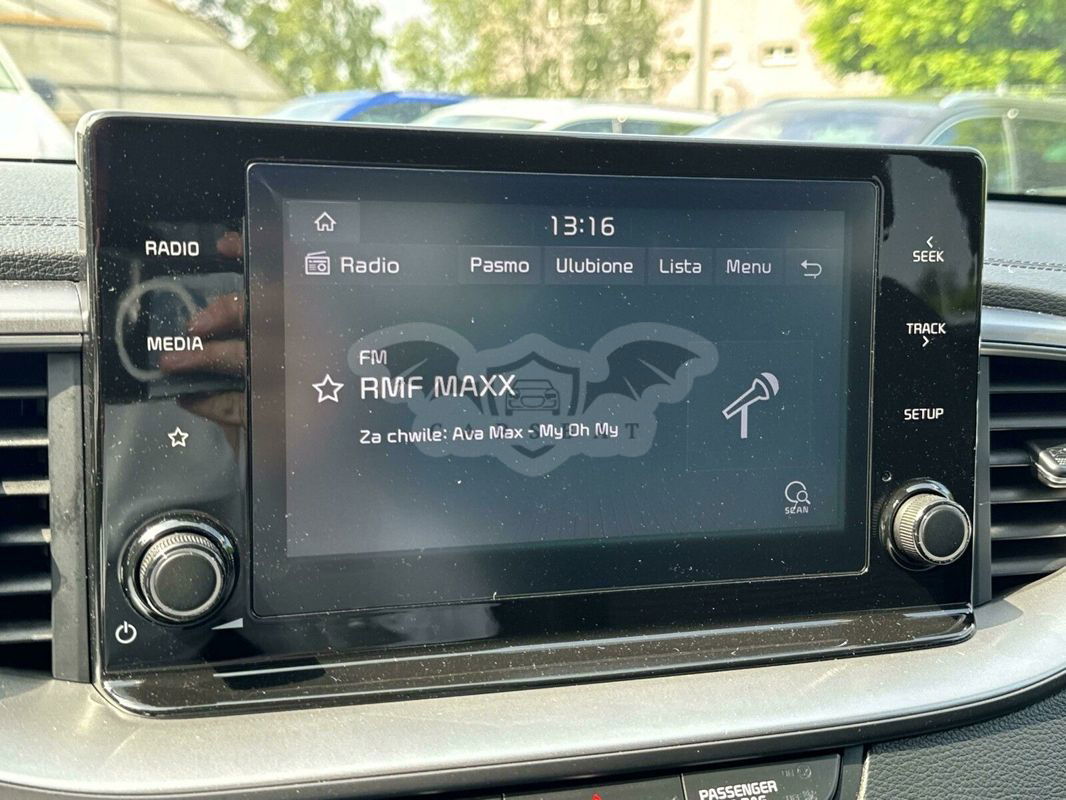 RADIO
MEDIA
13:16
Radio
Pasmo
Ulubione
Lista
Menu
FM
RMF MAXX
Za chwile: Ava Max - My Oh My
SCAN
SEEK
TRACK
SETUP
PASSENGER